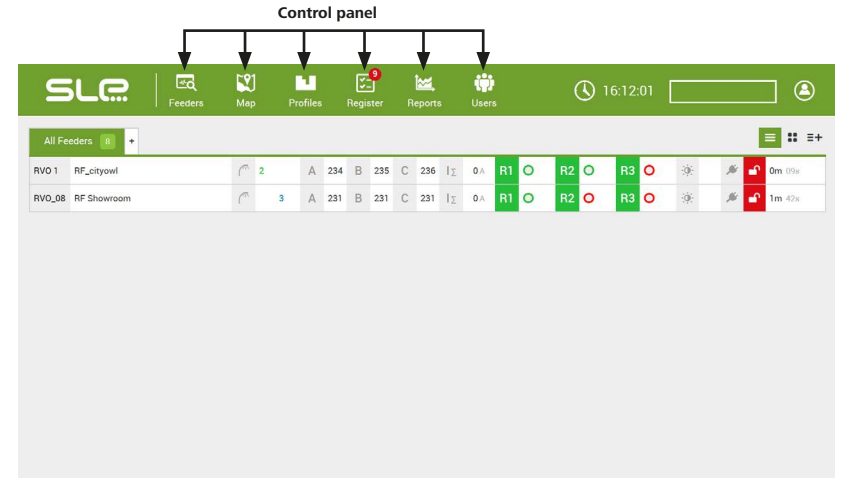 Control panel
SLe
9
Feeders Map Profiles Register Reports Users 16:12:01
All Feeders 8 +
RVO 1 RF_cityowl 2 A 234 B 235 C 236 IΣ 0 A R1 R2 R3 0m 09s
RVO_08 RF Showroom 3 A 231 B 231 C 231 IΣ 0 A R1 R2 R3 1m 42s